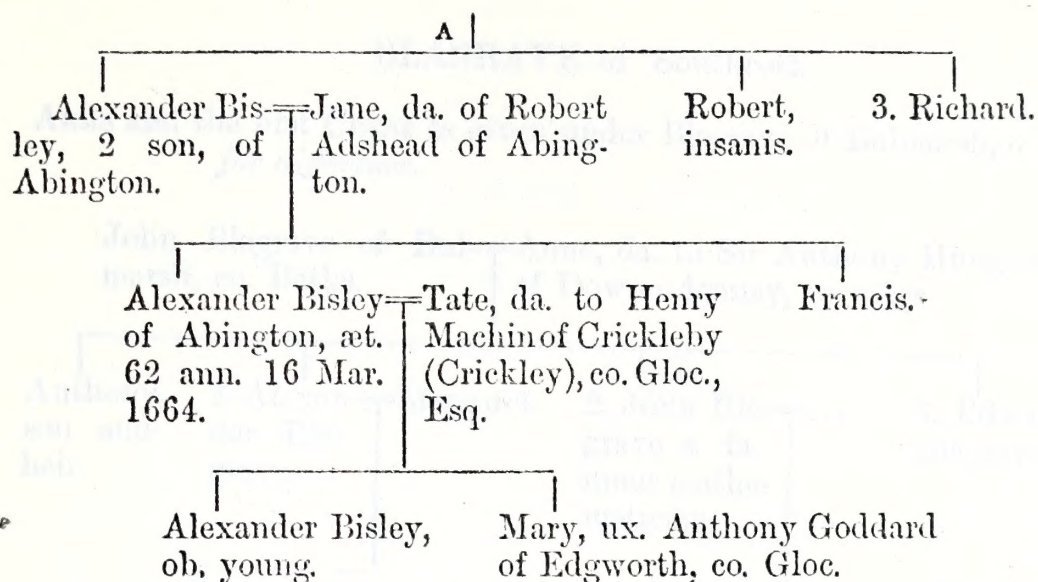 A
Alexander Bis-
ley, 2 son, of
Abington.
Jane, da. of Robert
Adshead of Abing-
ton.
Robert,
insanis.
3. Richard.
Alexander Bisley
of Abington, æt.
62 ann. 16 Mar.
1664.
Tate, da. to Henry
Machin of Crickleby
(Crickley), co. Gloc.,
Esq.
Francis.
Alexander Bisley,
ob. young.
Mary, ux. Anthony Goddard
of Edgworth, co. Gloc.